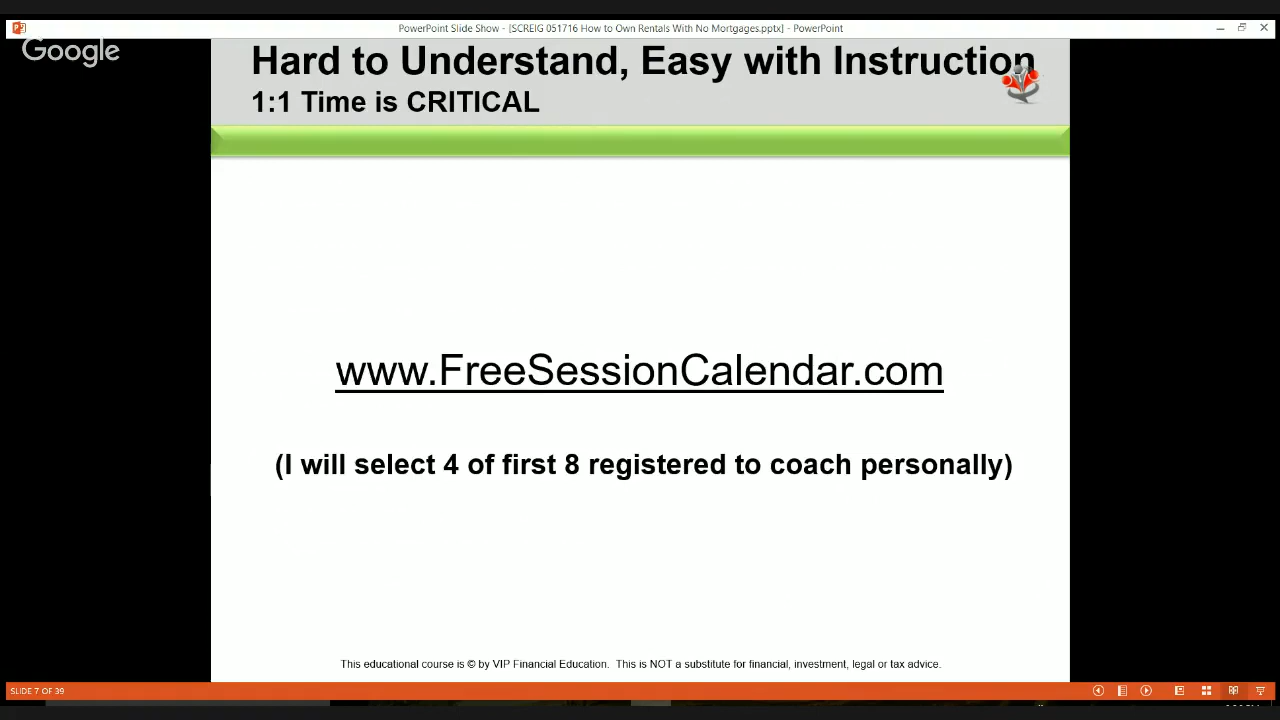 PowerPoint Slide Show - [SCREIG 051716 How to Own Rentals With No Mortgages.pptx] - PowerPoint
Google
Hard to Understand, Easy with Instruction
1:1 Time is CRITICAL
www.FreeSessionCalendar.com
(I will select 4 of first 8 registered to coach personally)
This educational course is © by VIP Financial Education. This is NOT a substitute for financial, investment, legal or tax advice.
SLIDE 7 OF 39